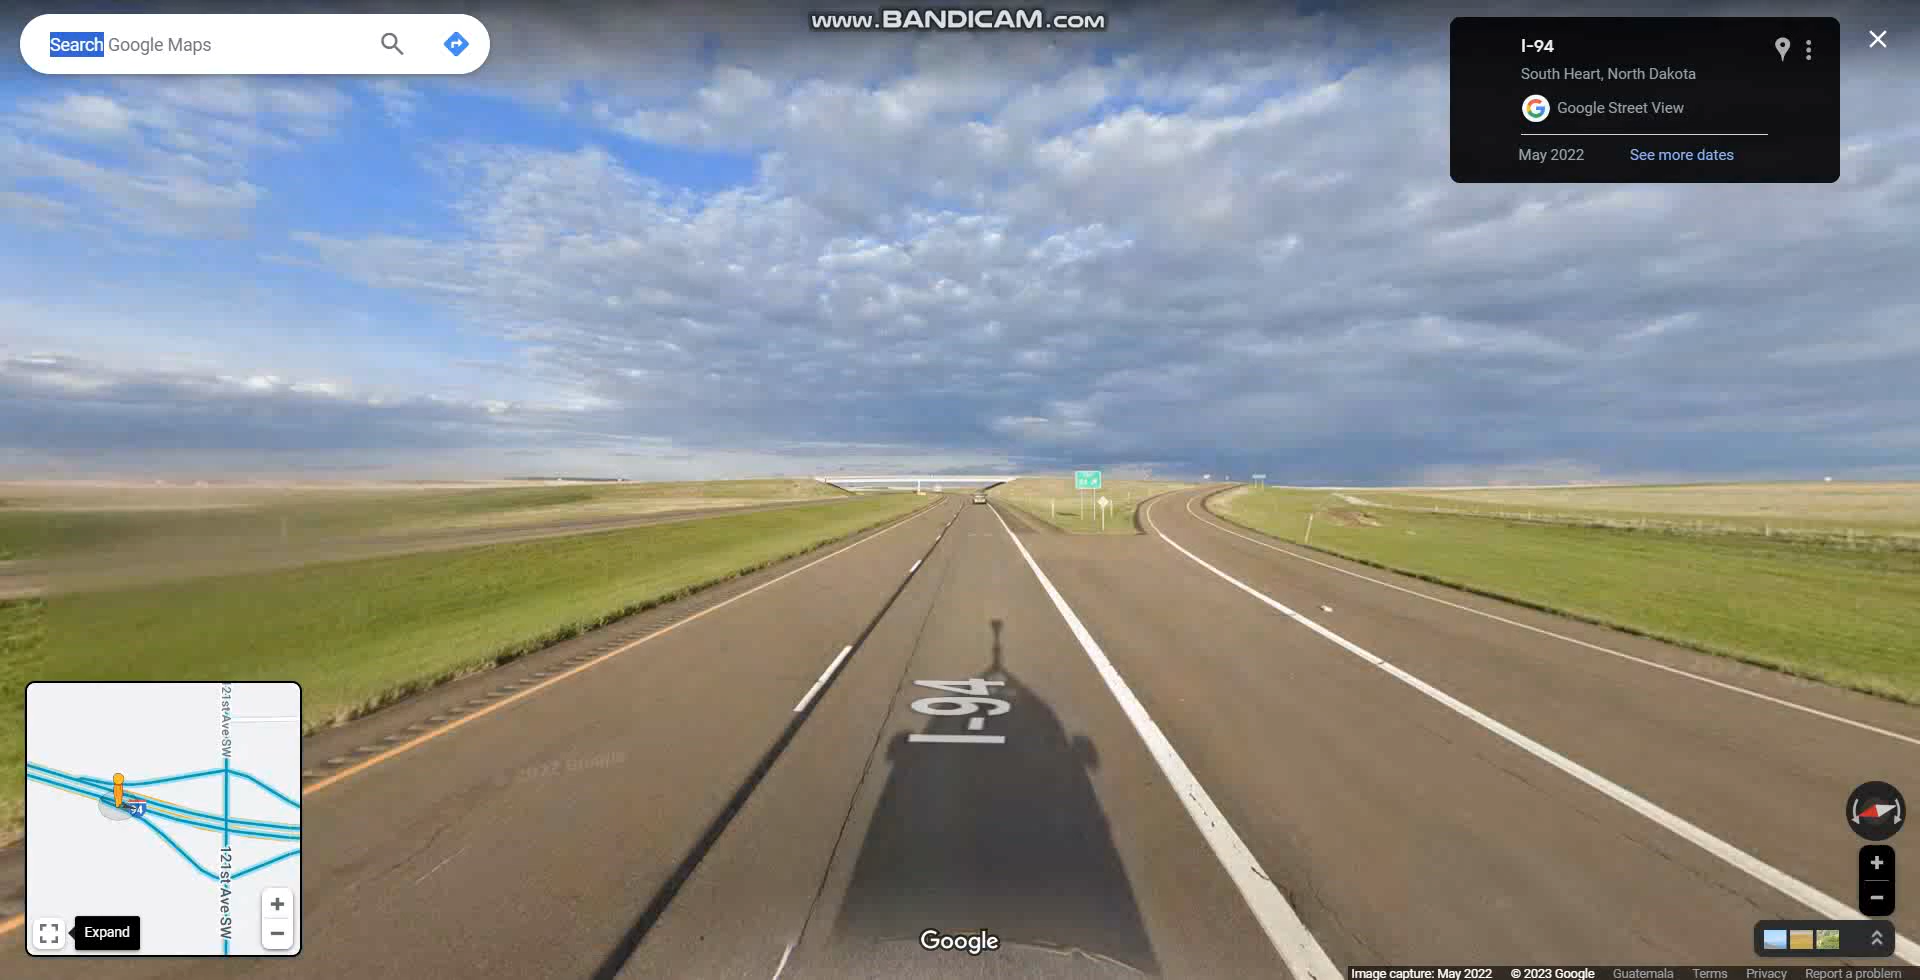 www.BANDICAM.com
Search Google Maps
I-94
South Heart, North Dakota
Google Street View
May 2022
See more dates
I-94
121st Ave SW
94
121st Ave SW
Expand
Google
Image capture: May 2022
© 2023 Google
Guatemala
Terms
Privacy
Report a problem